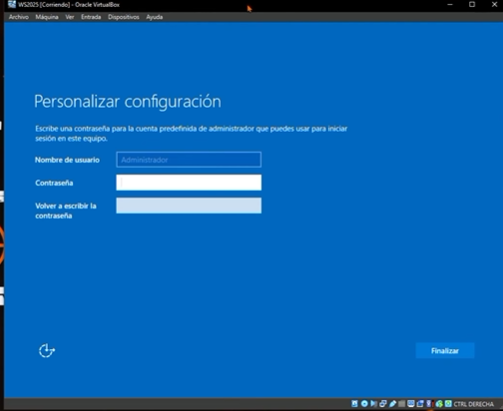 WS2025 [Corriendo] - Oracle VirtualBox
Archivo Máquina Ver Entrada Dispositivos Ayuda
Personalizar configuración
Escribe una contraseña para la cuenta predefinida de administrador que puedes usar para iniciar
sesión en este equipo.
Nombre de usuario Administrador
Contraseña
Volver a escribir la
contraseña
Finalizar
CTRL DERECHA